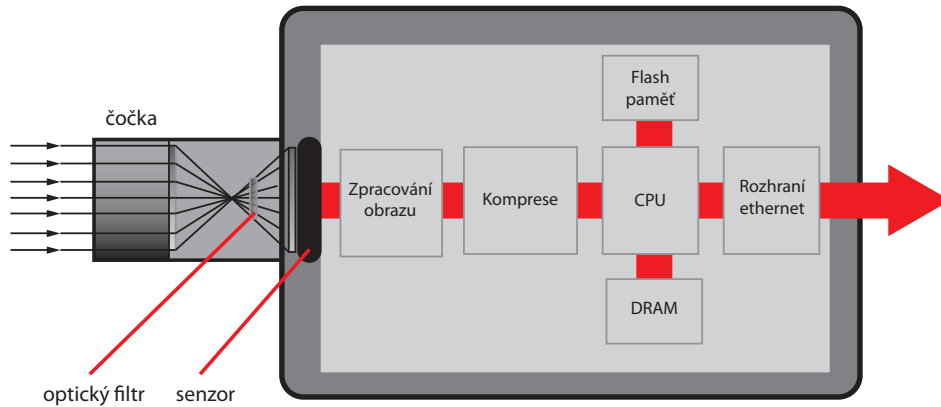 čočka
Flash
paměť
Zpracování
obrazu
Komprese
CPU
Rozhraní
ethernet
DRAM
optický filtr
senzor